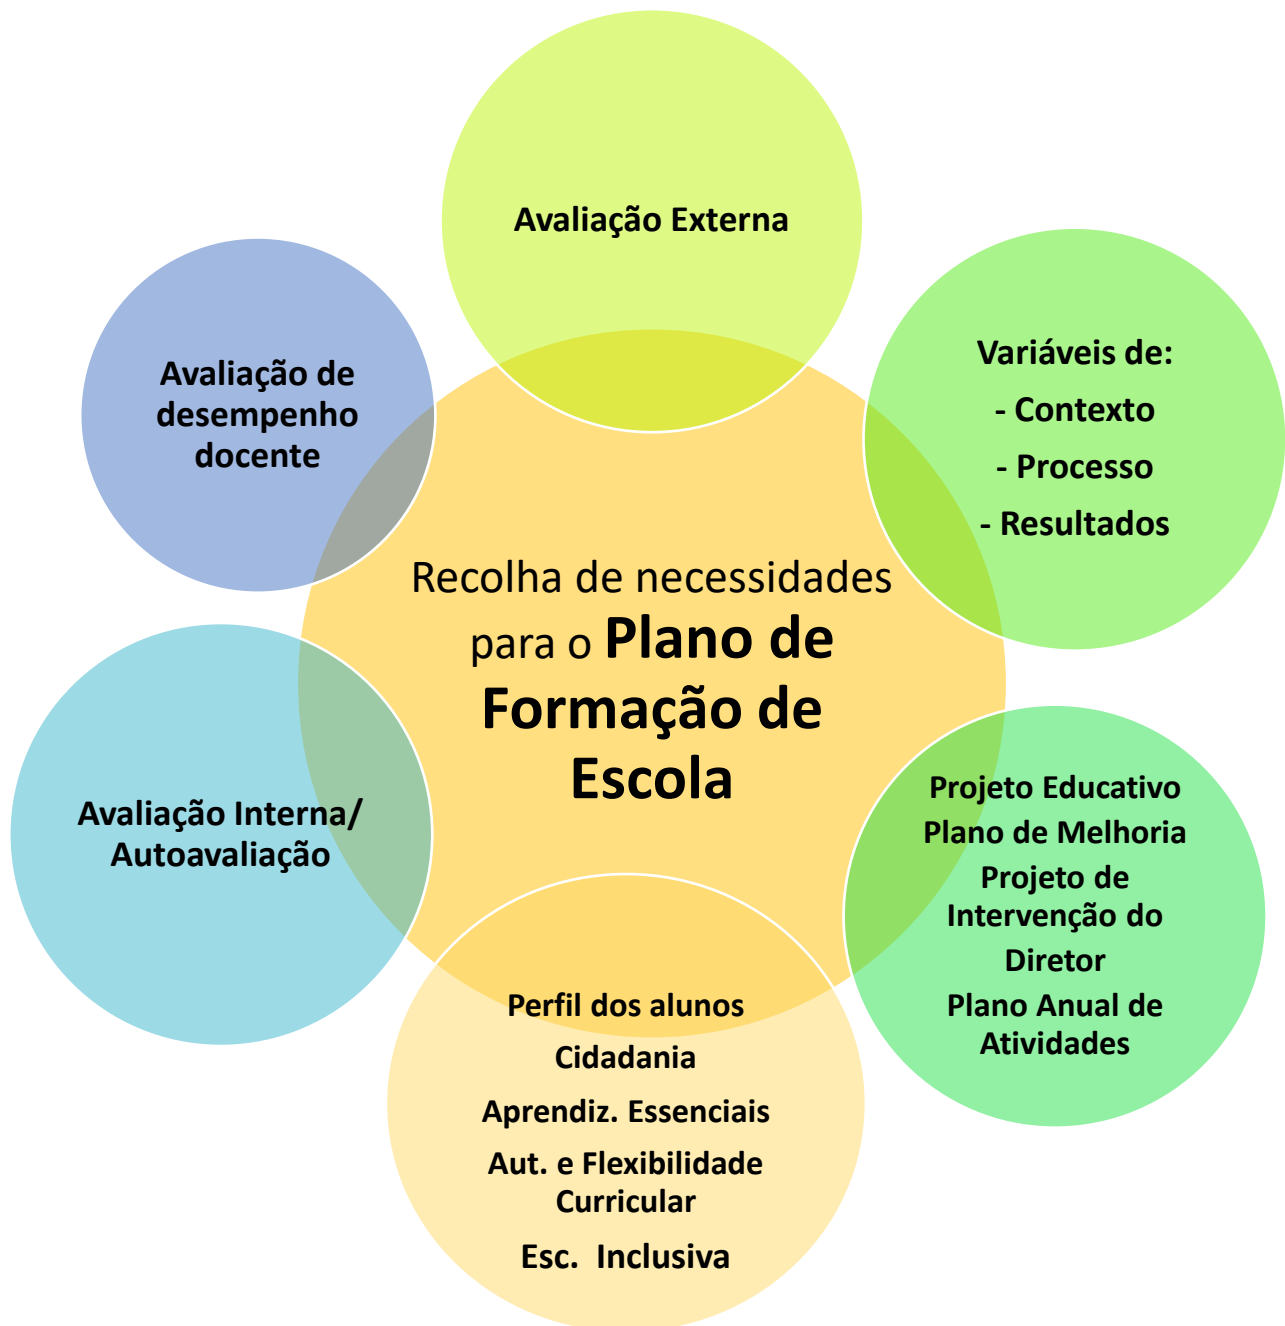 Avaliação Externa
Avaliação de
desempenho
docente
Variáveis de:
- Contexto
- Processo
- Resultados
Recolha de necessidades
para o Plano de
Formação de
Escola
Avaliação Interna/
Autoavaliação
Projeto Educativo
Plano de Melhoria
Projeto de
Intervenção do
Diretor
Plano Anual de
Atividades
Perfil dos alunos
Cidadania
Aprendiz. Essenciais
Aut. e Flexibilidade
Curricular
Esc. Inclusiva